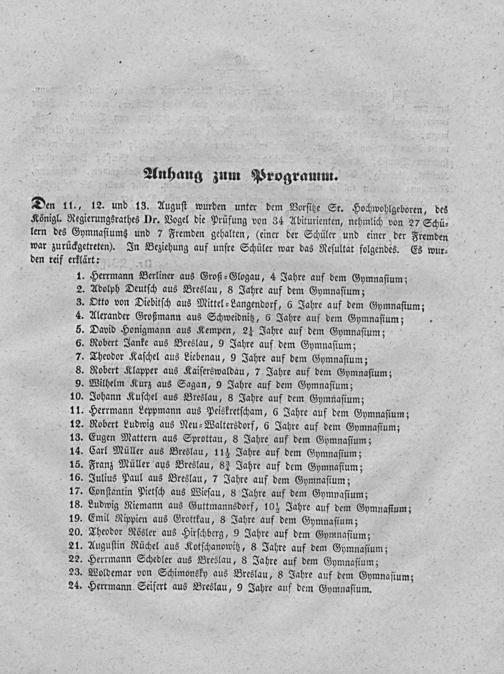 Anhang zum Programm.
Den 11., 12. und 13. August wurden unter dem Vorsitze Sr. Hochwohlgeboren, des
Königl. Regierungsrathes Dr. Vogel die Prüfung von 34 Abiturienten, nehmlich von 27 Schü-
lern des Gymnasiums und 7 Fremden gehalten, (einer der Schüler und einer der Fremden
war zurückgetreten). In Beziehung auf unsre Schüler war das Resultat folgendes. Es wur-
den reif erklärt:
1. Herrmann Berliner aus Groß-Glogau, 4 Jahre auf dem Gymnasium;
2. Adolph Deutsch aus Breslau, 8 Jahre auf dem Gymnasium;
3. Otto von Diebitsch aus Mittel-Langendorf, 6 Jahre auf dem Gymnasium;
4. Alexander Großmann aus Schweidnitz, 6 Jahre auf dem Gymnasium;
5. David Honigmann aus Kempen, 2½ Jahre auf dem Gymnasium;
6. Robert Janke aus Breslau, 9 Jahre auf dem Gymnasium;
7. Theodor Kaschel aus Liebenau, 9 Jahre auf dem Gymnasium;
8. Robert Klapper aus Kaiserswaldau, 7 Jahre auf dem Gymnasium;
9. Wilhelm Kurz aus Sagan, 9 Jahre auf dem Gymnasium;
10. Johann Kuschel aus Breslau, 8 Jahre auf dem Gymnasium;
11. Herrmann Leppmann aus Peiskretscham, 6 Jahre auf dem Gymnasium;
12. Robert Ludwig aus Neu-Waltersdorf, 6 Jahre auf dem Gymnasium;
13. Eugen Mattern aus Sprottau, 8 Jahre auf dem Gymnasium;
14. Carl Müller aus Breslau, 11½ Jahre auf dem Gymnasium;
15. Franz Müller aus Breslau, 8¾ Jahre auf dem Gymnasium;
16. Julius Paul aus Breslau, 7 Jahre auf dem Gymnasium;
17. Constantin Pietsch aus Wiesau, 8 Jahre auf dem Gymnasium;
18. Ludwig Riemann aus Guttmannsdorf, 10½ Jahre auf dem Gymnasium;
19. Emil Rippien aus Grottkau, 8 Jahre auf dem Gymnasium;
20. Theodor Rösler aus Hirschberg, 9 Jahre auf dem Gymnasium;
21. Augustin Rüchel aus Kotschanowitz, 8 Jahre auf dem Gymnasium;
22. Herrmann Schedler aus Breslau, 8 Jahre auf dem Gymnasium;
23. Woldemar von Schimonsky aus Breslau, 8 Jahre auf dem Gymnasium;
24. Herrmann Seifert aus Breslau, 9 Jahre auf dem Gymnasium.